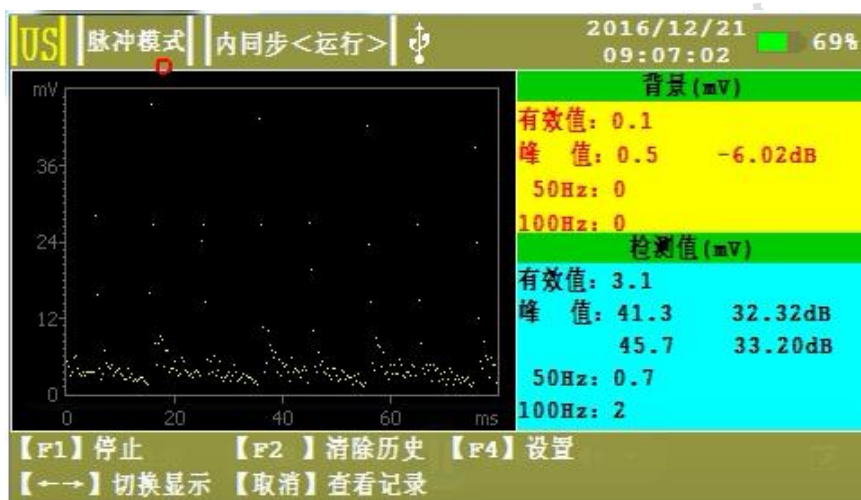 US 脉冲模式 内同步<运行> 2016/12/21 69%
09:07:02
mV
36
24
12
0
0 20 40 60 ms
背景(mV)
有效值: 0.1
峰 值: 0.5 -6.02dB
50Hz: 0
100Hz: 0
检测值(mV)
有效值: 3.1
峰 值: 41.3 32.32dB
45.7 33.20dB
50Hz: 0.7
100Hz: 2
【F1】停止 【F2 】清除历史 【F4】设置
【←→】切换显示 【取消】查看记录